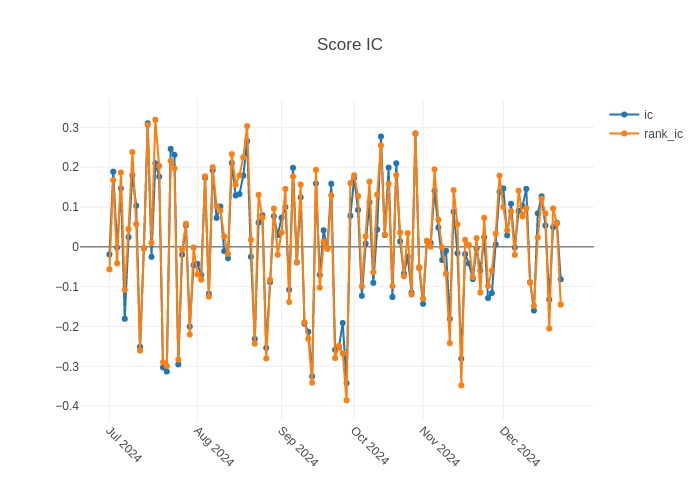 Score IC
ic
rank_ic
0.3
0.2
0.1
0
−0.1
−0.2
−0.3
−0.4
Jul 2024
Aug 2024
Sep 2024
Oct 2024
Nov 2024
Dec 2024